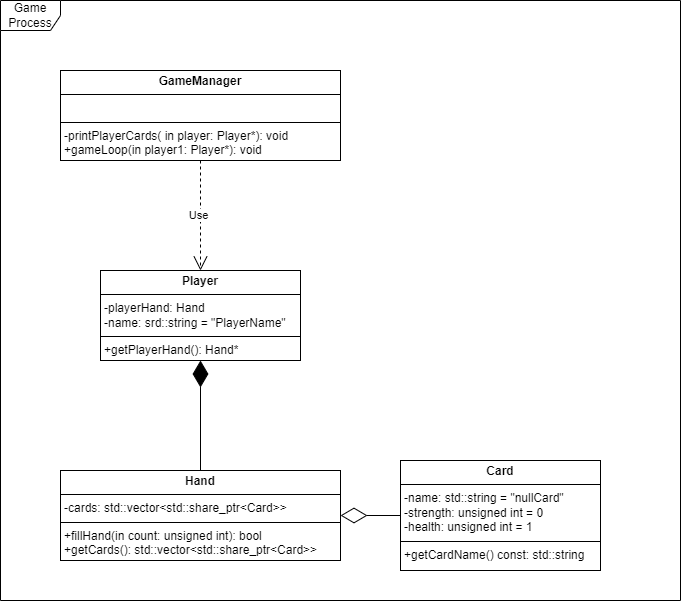 Game
Process
GameManager
-printPlayerCards( in player: Player*): void
+gameLoop(in player1: Player*): void
Use
Player
-playerHand: Hand
-name: srd::string = "PlayerName"
+getPlayerHand(): Hand*
Hand
-cards: std::vector<std::share_ptr<Card>>
+fillHand(in count: unsigned int): bool
+getCards(): std::vector<std::share_ptr<Card>>
Card
-name: std::string = "nullCard"
-strength: unsigned int = 0
-health: unsigned int = 1
+getCardName() const: std::string